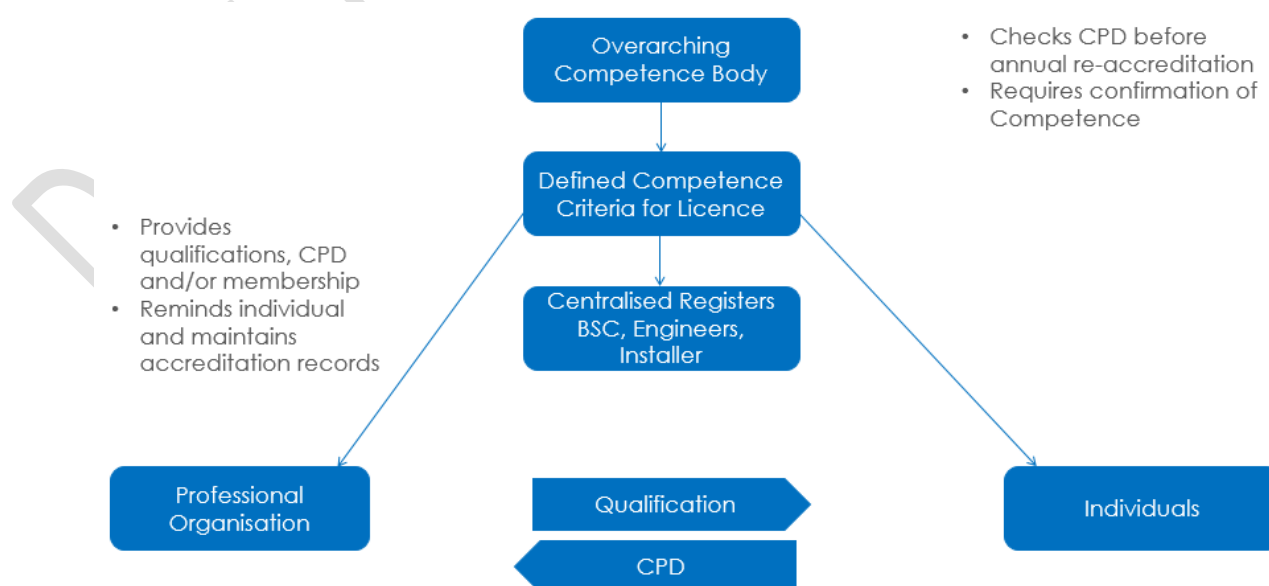 Overarching
Competence Body
• Checks CPD before
annual re-accreditation
• Requires confirmation of
Competence
Defined Competence
Criteria for Licence
• Provides
qualifications, CPD
and/or membership
• Reminds individual
and maintains
accreditation records
Centralised Registers
BSC, Engineers,
Installer
Professional
Organisation
Qualification
CPD
Individuals